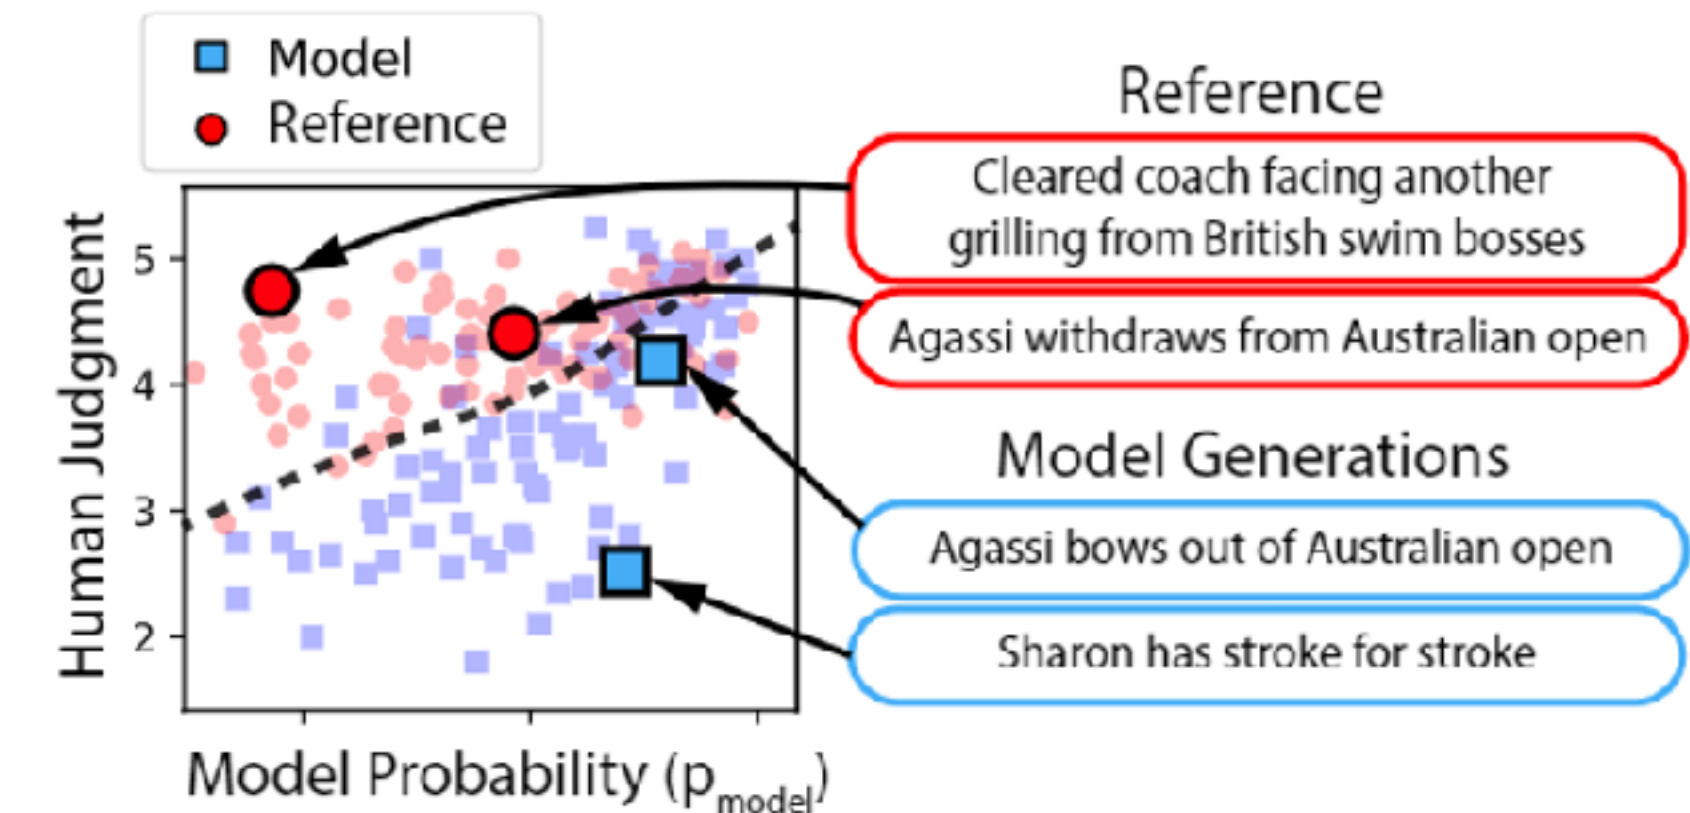 Model
Reference
Human Judgment
5
4
3
2
Model Probability (pmodel)
Reference
Cleared coach facing another
grilling from British swim bosses
Agassi withdraws from Australian open
Model Generations
Agassi bows out of Australian open
Sharon has stroke for stroke